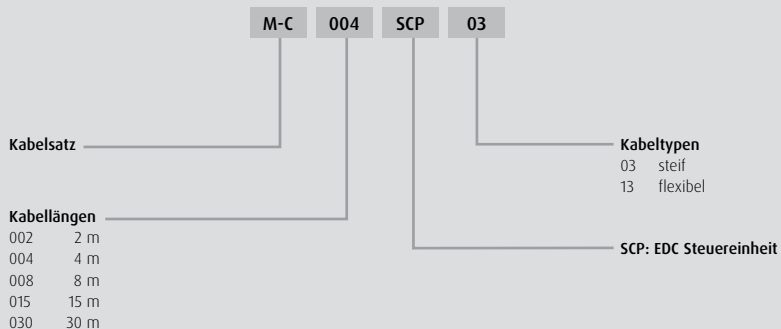 M-C 004 SCP 03
Kabelsatz
Kabellängen
002 2 m
004 4 m
008 8 m
015 15 m
030 30 m
Kabeltypen
03 steif
13 flexibel
SCP: EDC Steuereinheit